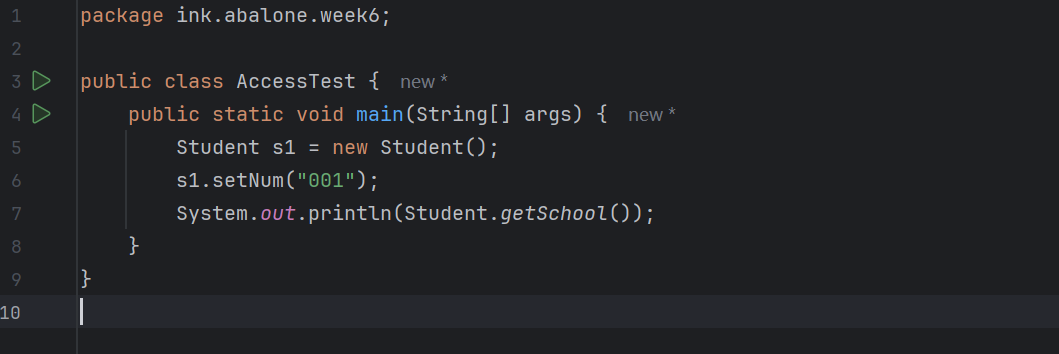 1 package ink.abalone.week6;
2
3 public class AccessTest { new *
4 public static void main(String[] args) { new *
5 Student s1 = new Student();
6 s1.setNum("001");
7 System.out.println(Student.getSchool());
8 }
9 }
10